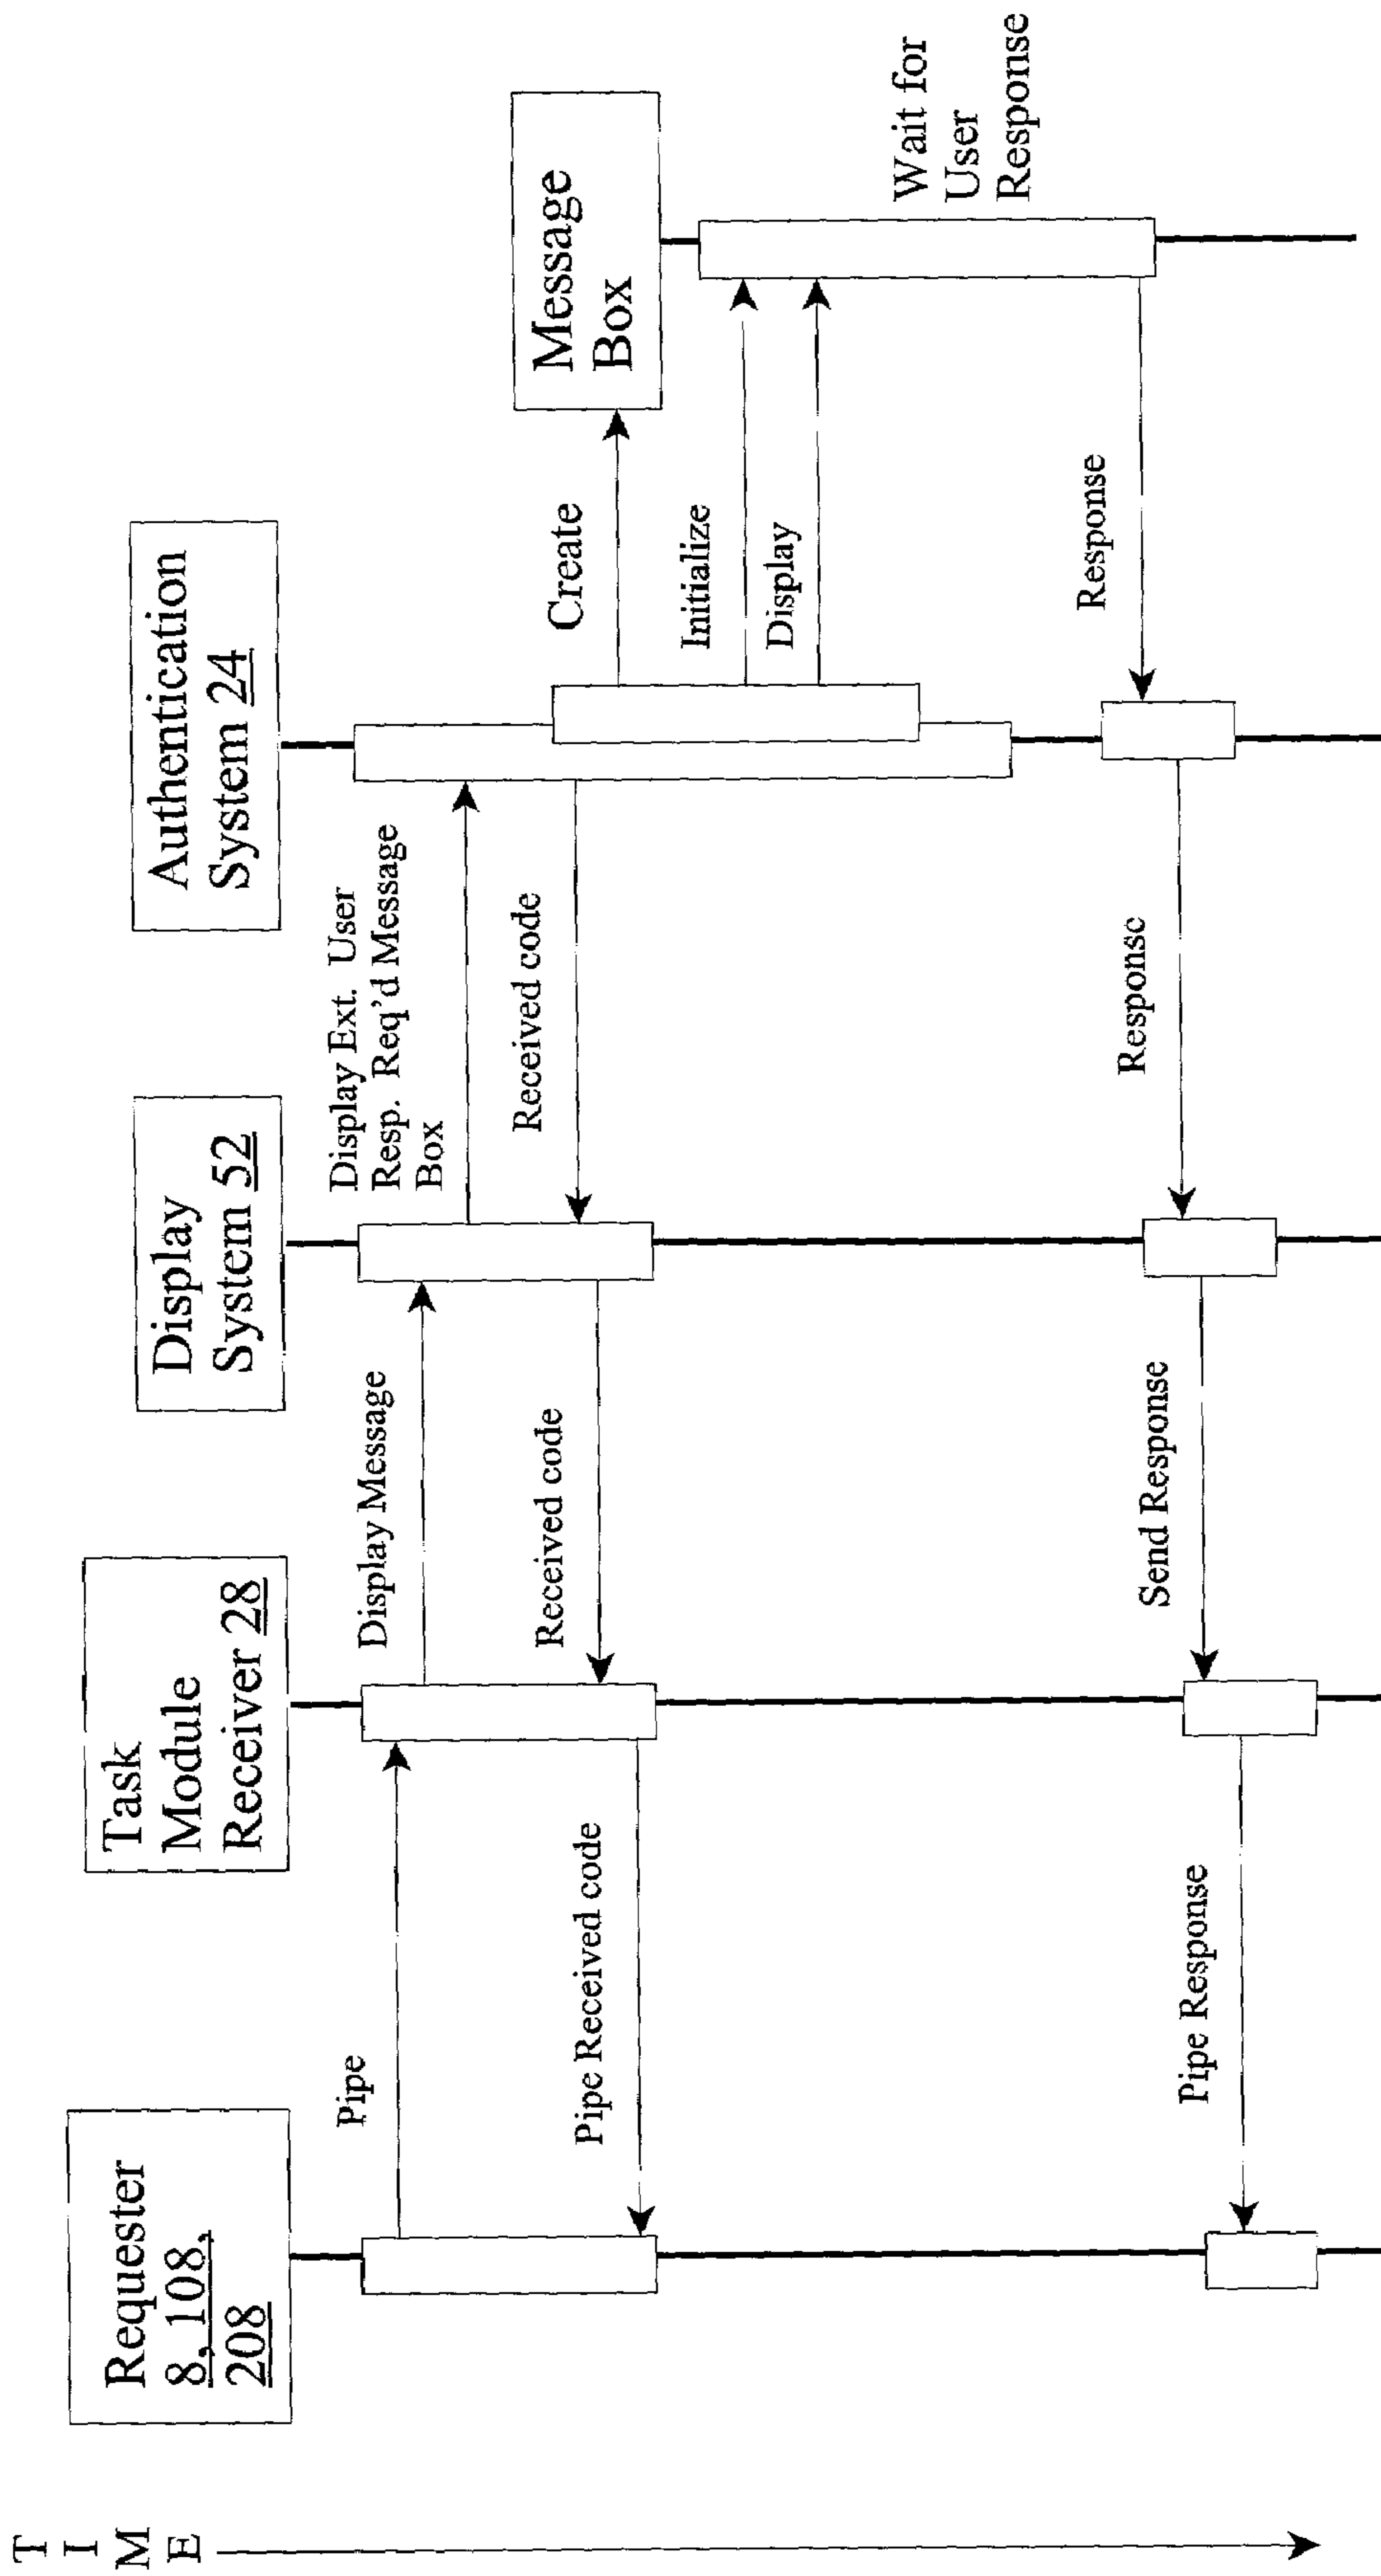 T
I
M
E
Requester
8, 108,
208
Task
Module
Receiver 28
Display
System 52
Authentication
System 24
Message
Box
Pipe
Display Message
Display Ext. User
Resp. Req'd Message
Box
Received code
Received code
Pipe Received code
Create
Initialize
Display
Wait for
User
Response
Response
Response
Send Response
Pipe Response